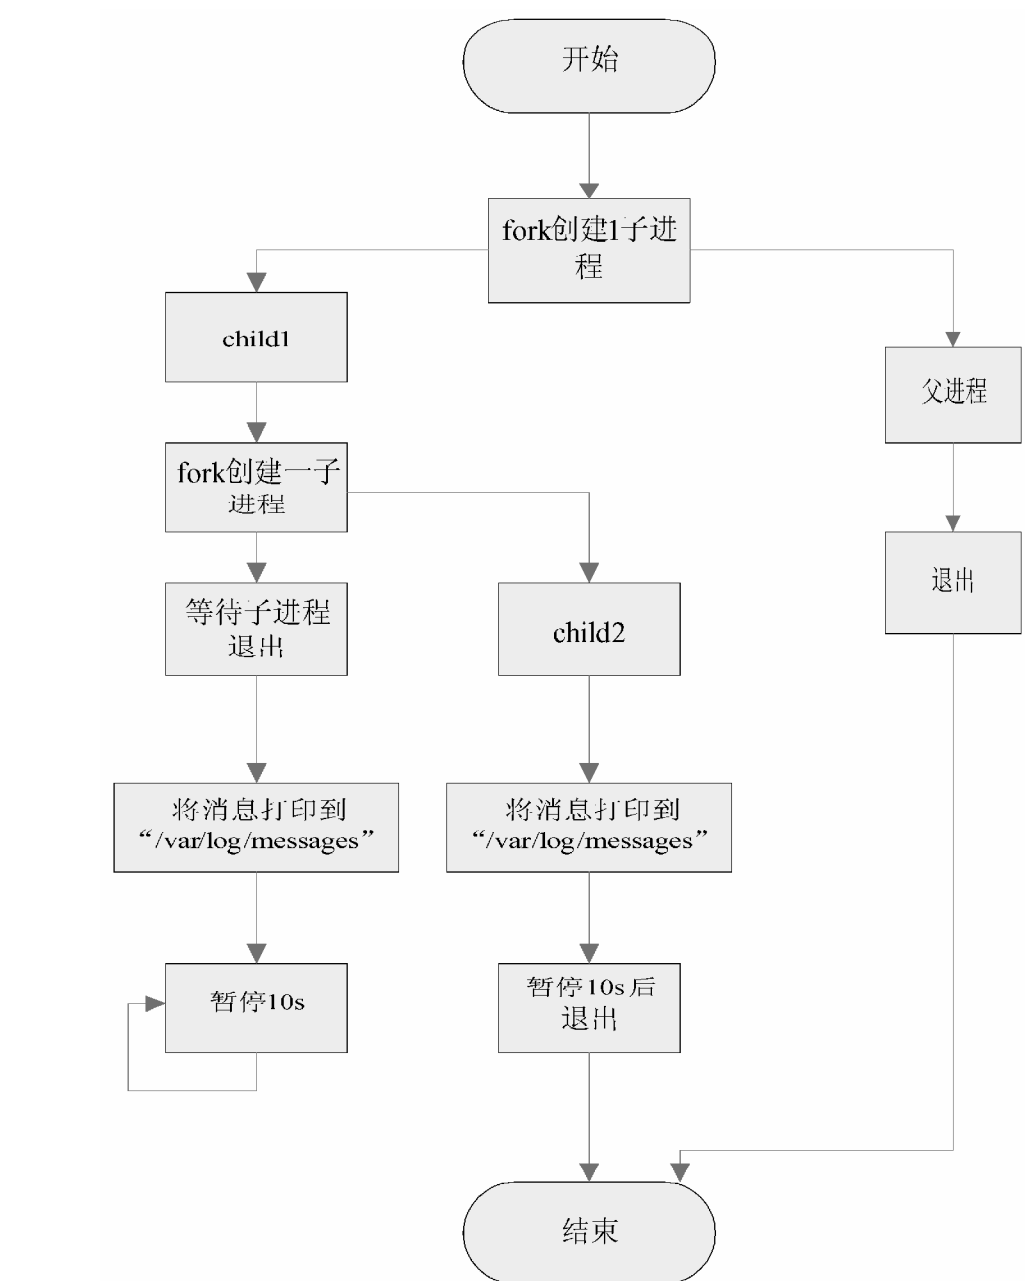 开始
fork创建1子进
程
child1
父进程
fork创建一子
进程
退出
等待子进程
退出
child2
将消息打印到
“/var/log/messages”
将消息打印到
“/var/log/messages”
暂停10s
暂停10s后
退出
结束